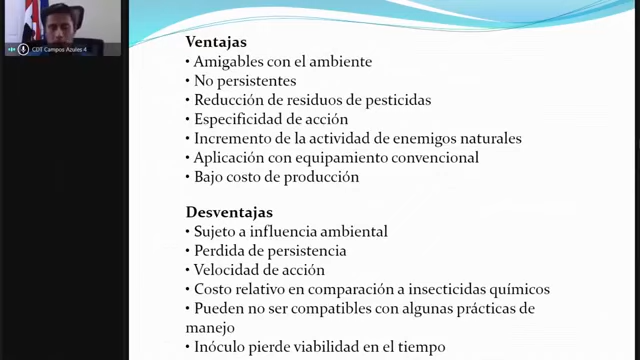 CDT Campos Azules 4
Ventajas
• Amigables con el ambiente
• No persistentes
• Reducción de residuos de pesticidas
• Especificidad de acción
• Incremento de la actividad de enemigos naturales
• Aplicación con equipamiento convencional
• Bajo costo de producción
Desventajas
• Sujeto a influencia ambiental
• Perdida de persistencia
• Velocidad de acción
• Costo relativo en comparación a insecticidas químicos
• Pueden no ser compatibles con algunas prácticas de
manejo
• Inóculo pierde viabilidad en el tiempo